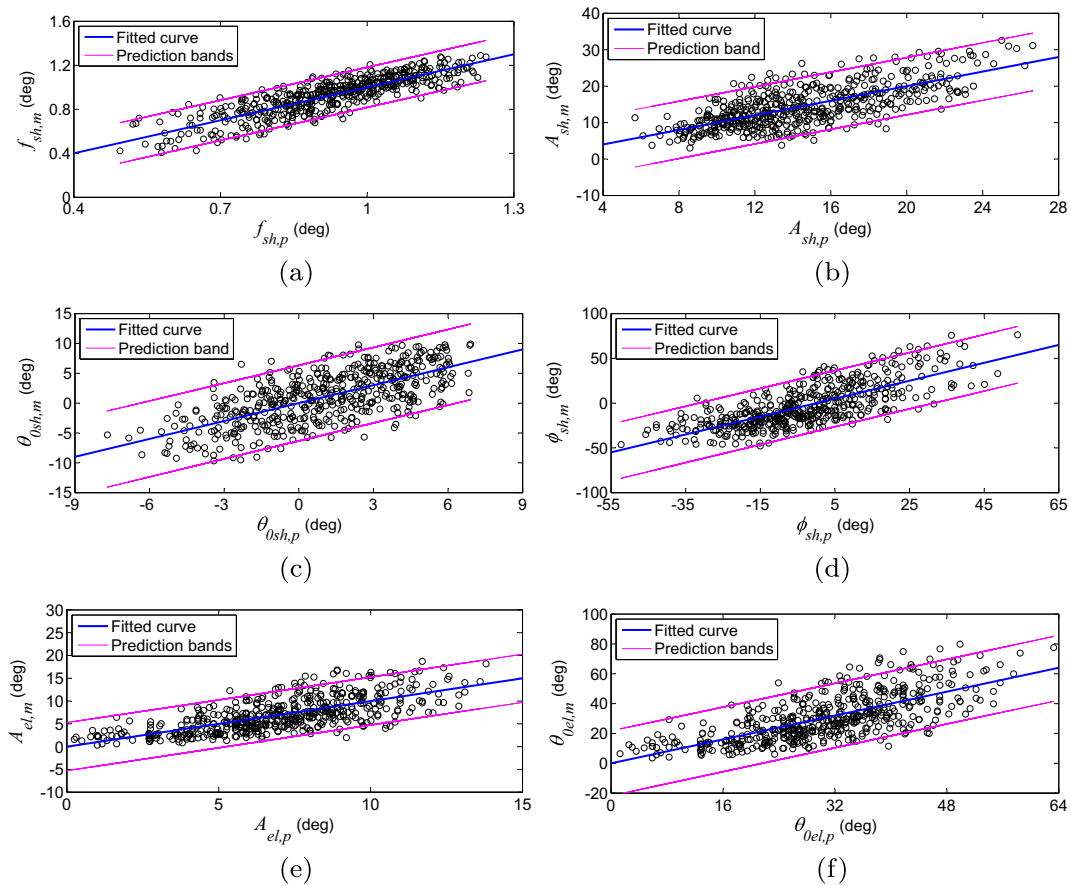 1.6
1.2
0.8
0.4
0
f_sh,m (deg)
Fitted curve
Prediction bands
0.4 0.7 1 1.3
f_sh,p (deg)
(a)
40
30
20
10
0
-10
A_sh,m (deg)
Fitted curve
Prediction band
4 8 12 16 20 24 28
A_sh,p (deg)
(b)
15
10
5
0
-5
-10
-15
θ_0sh,m (deg)
Fitted curve
Prediction band
-9 -6 -3 0 3 6 9
θ_0sh,p (deg)
(c)
100
50
0
-50
-100
ϕ_sh,m (deg)
Fitted curve
Prediction bands
-55 -35 -15 5 25 45 65
ϕ_sh,p (deg)
(d)
30
25
20
15
10
5
0
-5
-10
A_el,m (deg)
Fitted curve
Prediction bands
0 5 10 15
A_el,p (deg)
(e)
100
80
60
40
20
0
-20
θ_0el,m (deg)
Fitted curve
Prediction bands
0 16 32 48 64
θ_0el,p (deg)
(f)